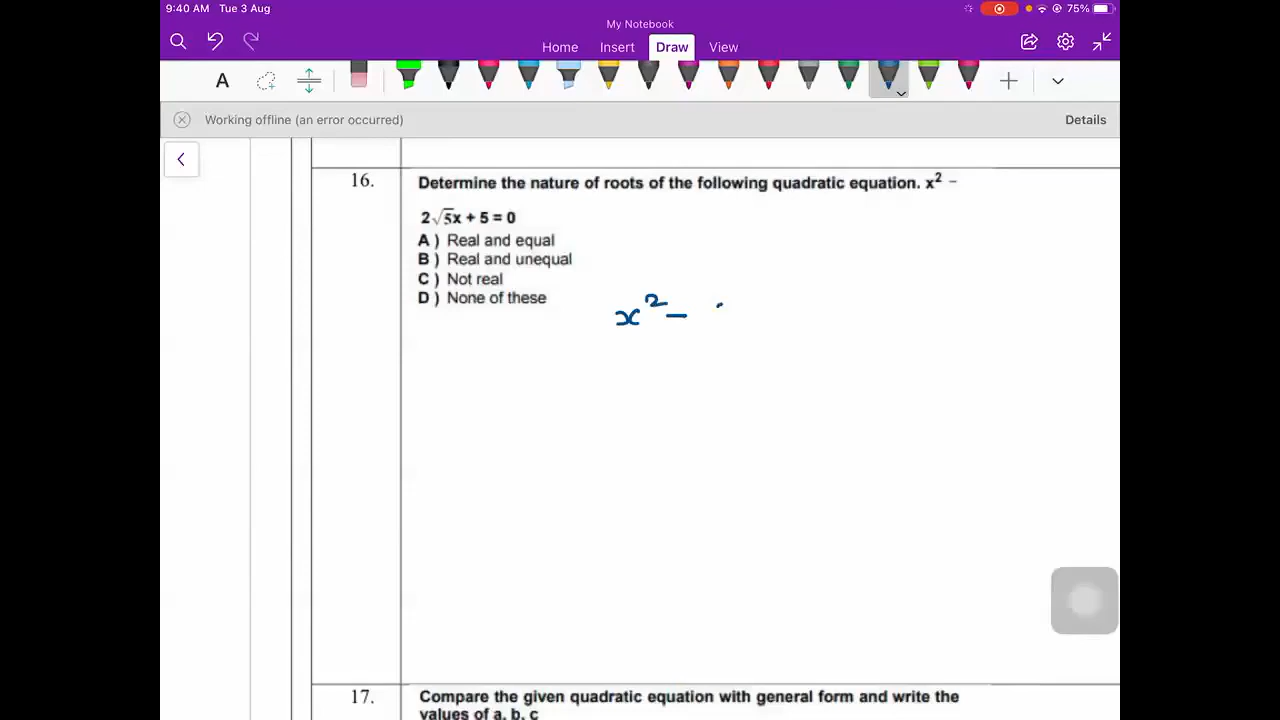 9:40 AM Tue 3 Aug
75%
My Notebook
Home Insert Draw View
A
Working offline (an error occurred) Details
16. Determine the nature of roots of the following quadratic equation. x² −
2√5x + 5 = 0
A ) Real and equal
B ) Real and unequal
C ) Not real
D ) None of these
x² −
17. Compare the given quadratic equation with general form and write the
values of a, b, c